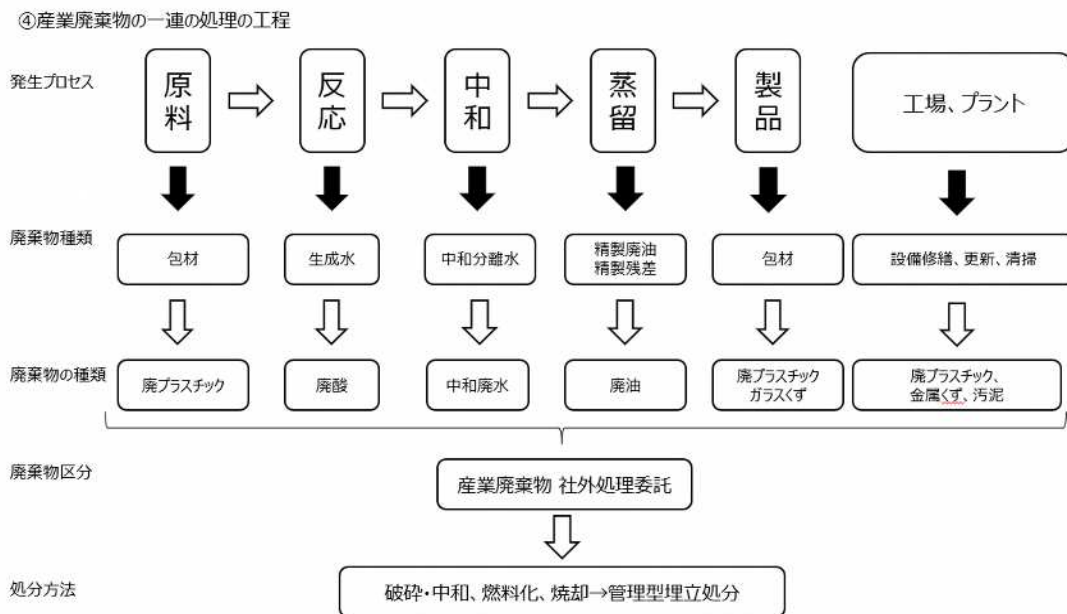 ④産業廃棄物の一連の処理の工程
発生プロセス
原料
反応
中和
蒸留
製品
工場、プラント
廃棄物種類
包材
生成水
中和分離水
精製廃油
精製残差
包材
設備修繕、更新、清掃
廃棄物の種類
廃プラスチック
廃酸
中和廃水
廃油
廃プラスチック
ガラスくず
廃プラスチック、
金属くず、汚泥
廃棄物区分
産業廃棄物 社外処理委託
処分方法
破砕・中和、燃料化、焼却→管理型埋立処分